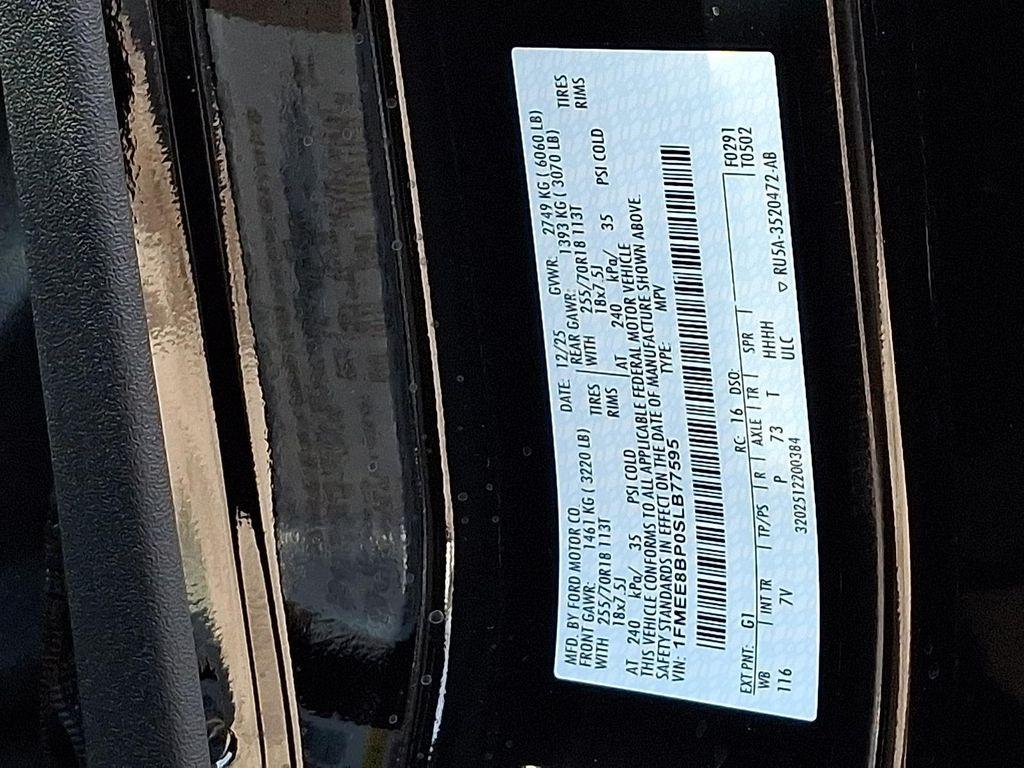 MFD. BY FORD MOTOR CO.
DATE: 12/25 GVWR: 2749 KG ( 6060 LB)
FRONT GAWR: 1461 KG ( 3220 LB)
REAR GAWR: 1393 KG ( 3070 LB)
WITH 255/70R18 113T TIRES
WITH 255/70R18 113T TIRES
18x7.5J RIMS
18x7.5J RIMS
AT 240 kPa/ 35 PSI COLD
AT 240 kPa/ 35 PSI COLD
THIS VEHICLE CONFORMS TO ALL APPLICABLE FEDERAL MOTOR VEHICLE
SAFETY STANDARDS IN EFFECT ON THE DATE OF MANUFACTURE SHOWN ABOVE.
VIN: 1FMEE8BP0SLB77595 TYPE: MPV
EXT PNT: G1 RC: 16 DSO: F0291
WB INT TR TP/PS R AXLE TR SPR T0502
116 7V P 73 T HHHH
ULC
3202512200384 ▽ RU5A-3520472-AB